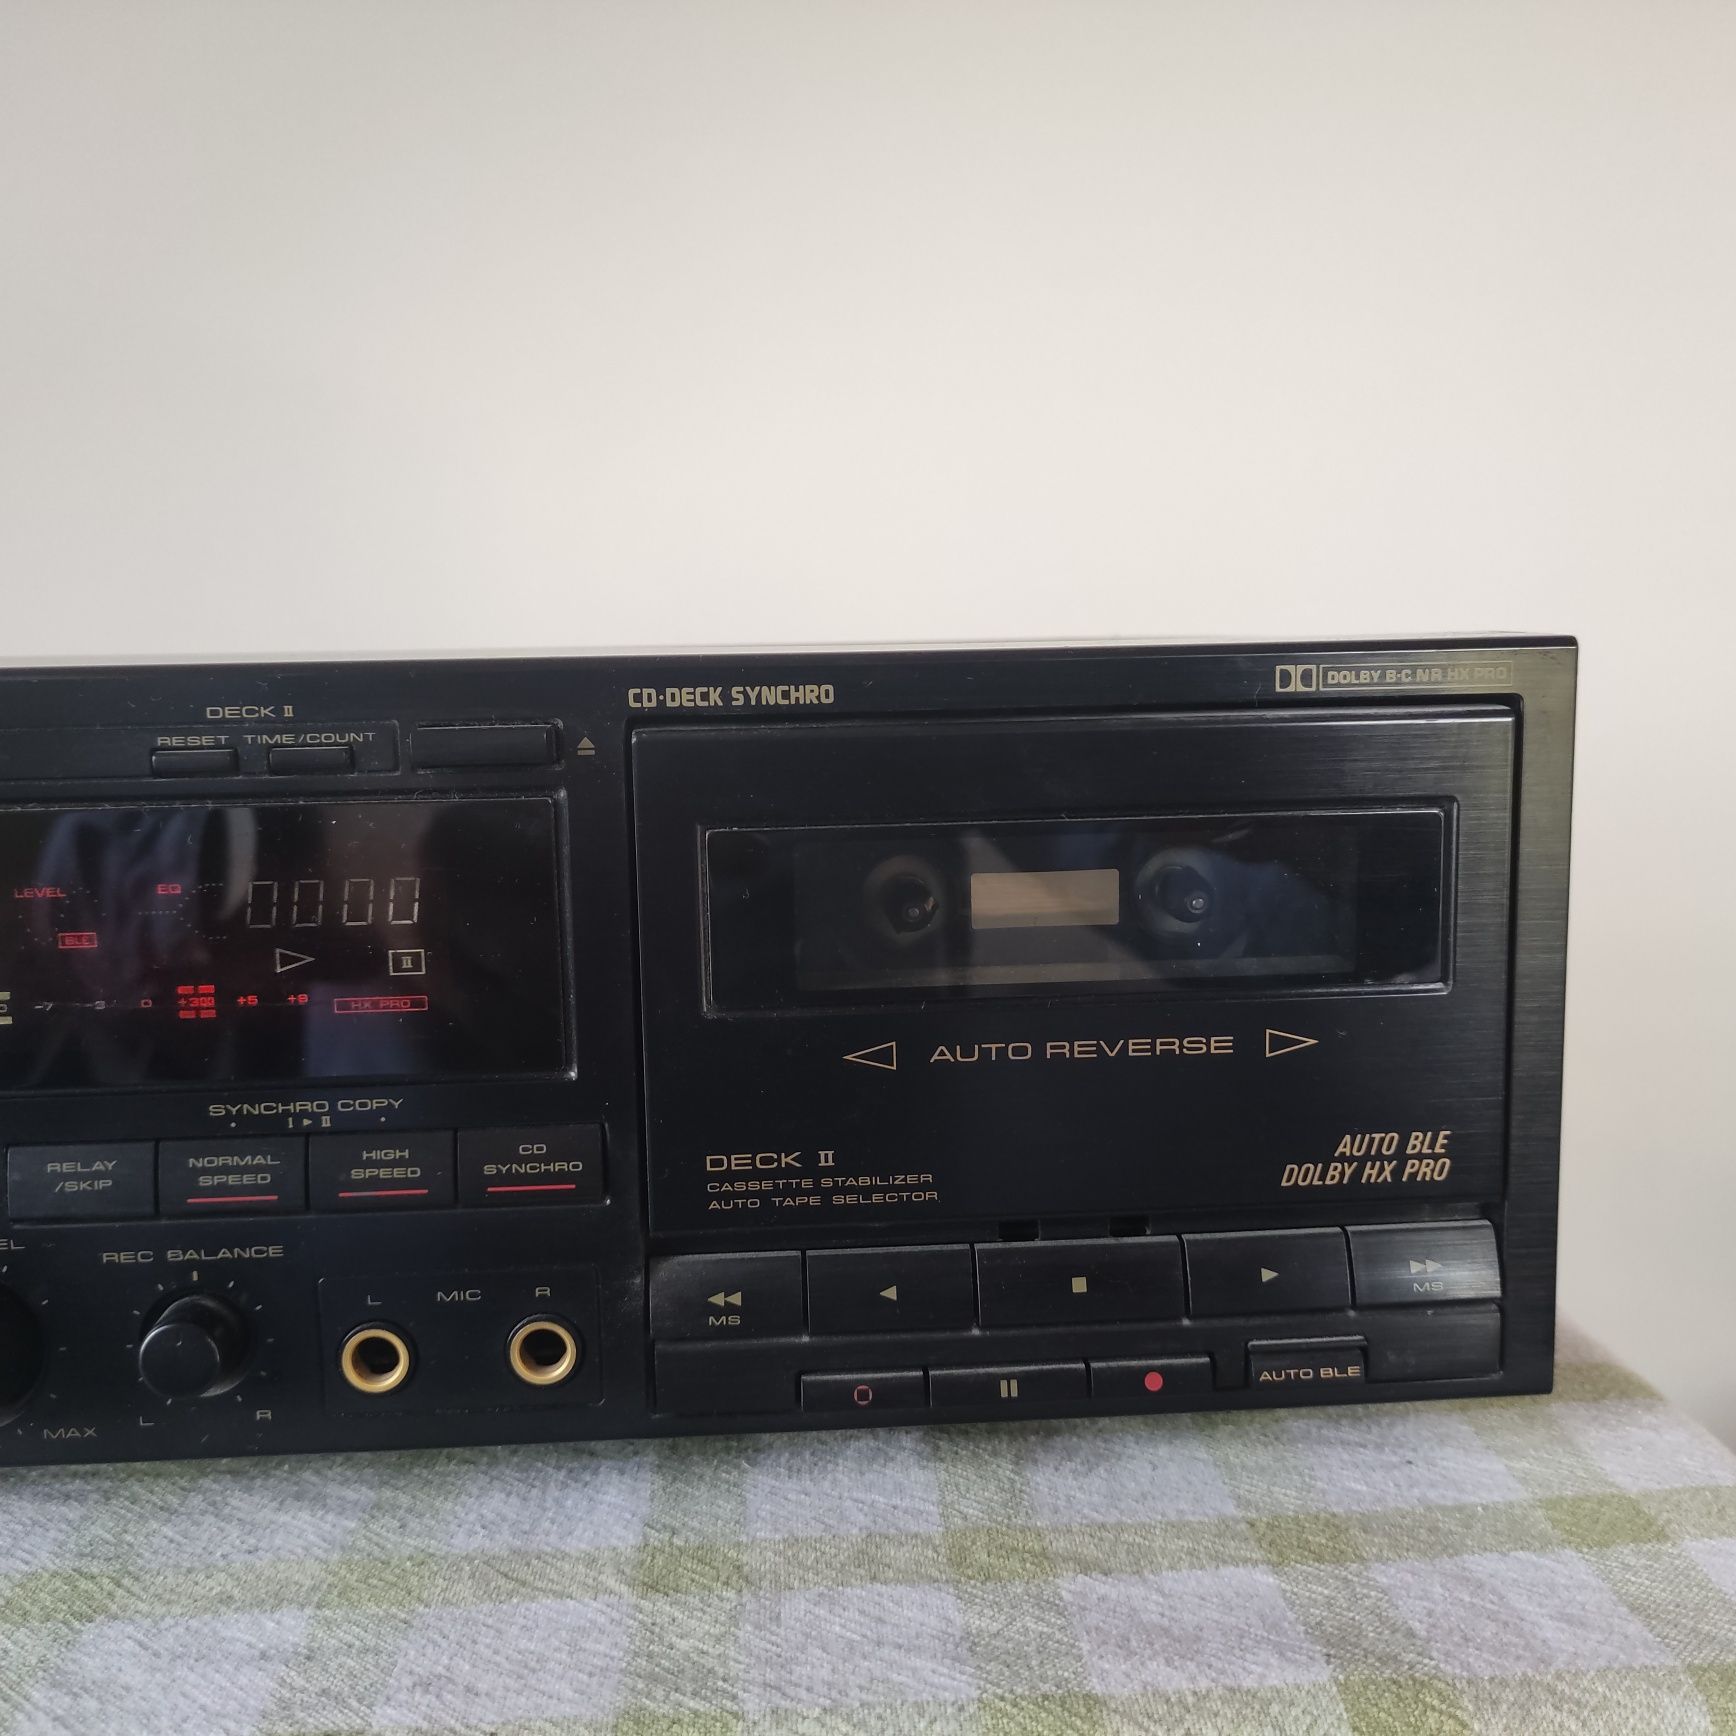 CD·DECK SYNCHRO
DOLBY B·C NR HX PRO
DECK II
RESET TIME/COUNT
LEVEL
EQ
0000
BLE
II
-7 -3 0 +300 +5 +9
HX PRO
AUTO REVERSE
SYNCHRO COPY
I ▶ II
RELAY
/SKIP
NORMAL
SPEED
HIGH
SPEED
CD
SYNCHRO
DECK II
CASSETTE STABILIZER
AUTO TAPE SELECTOR
AUTO BLE
DOLBY HX PRO
REC BALANCE
L
R
MAX
L MIC R
MS
MS
AUTO BLE